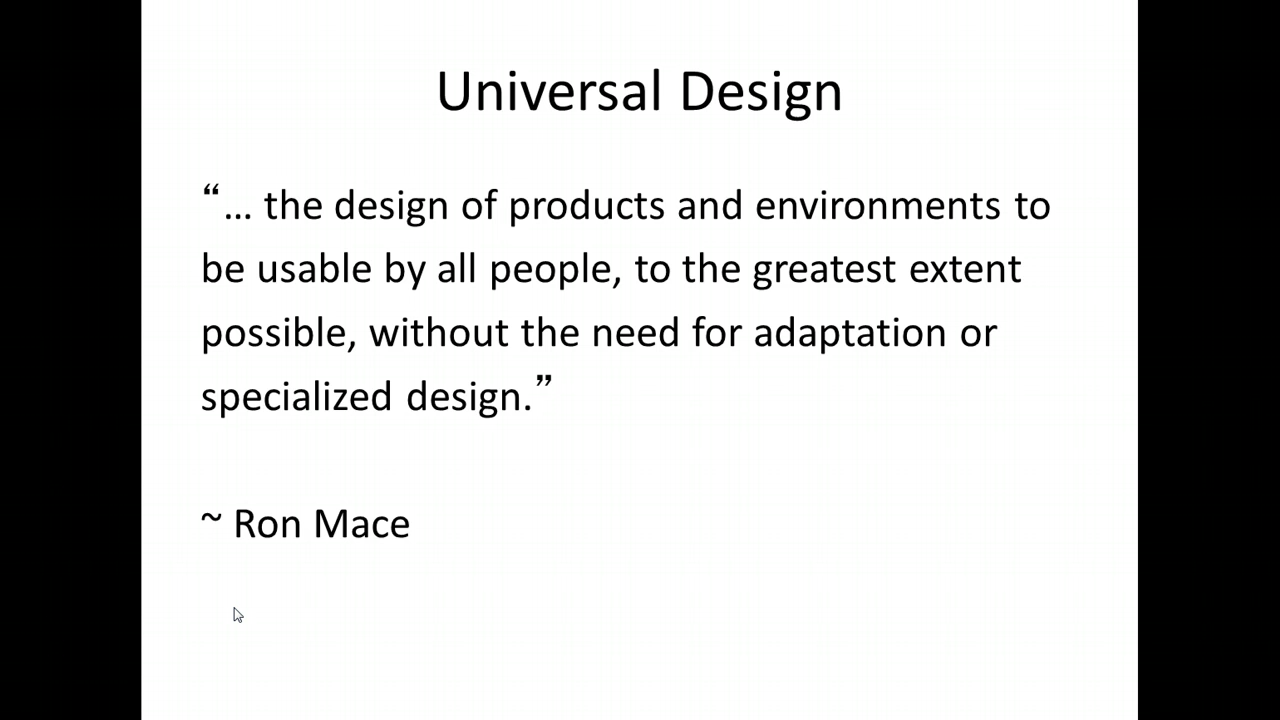 Universal Design
“... the design of products and environments to
be usable by all people, to the greatest extent
possible, without the need for adaptation or
specialized design.”
~ Ron Mace